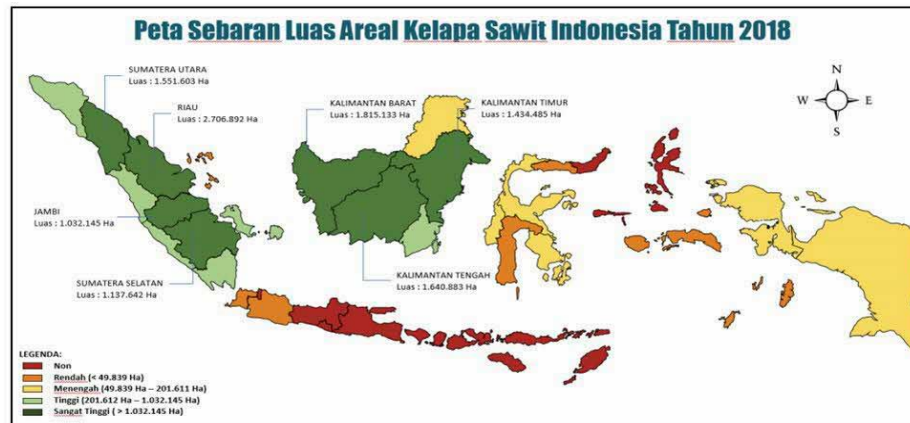 Peta Sebaran Luas Areal Kelapa Sawit Indonesia Tahun 2018
SUMATERA UTARA
Luas : 1.551.603 Ha
RIAU
Luas : 2.706.892 Ha
KALIMANTAN BARAT
Luas : 1.815.133 Ha
KALIMANTAN TIMUR
Luas : 1.434.485 Ha
N
W
E
S
JAMBI
Luas : 1.032.145 Ha
SUMATERA SELATAN
Luas : 1.137.642 Ha
KALIMANTAN TENGAH
Luas : 1.640.883 Ha
LEGENDA:
Non
Rendah (< 49.839 Ha)
Menengah (49.839 Ha – 201.611 Ha)
Tinggi (201.612 Ha – 1.032.145 Ha)
Sangat Tinggi ( > 1.032.145 Ha)